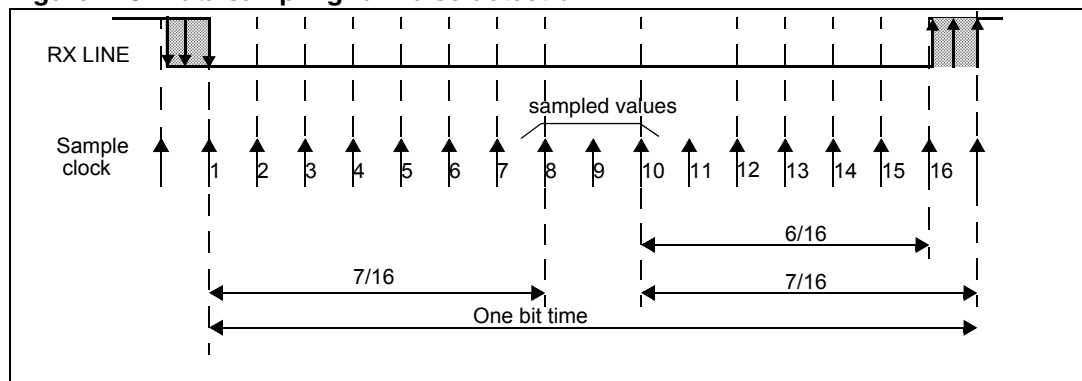 RX LINE
sampled values
Sample
clock
1 2 3 4 5 6 7 8 9 10 11 12 13 14 15 16
6/16
7/16
7/16
One bit time